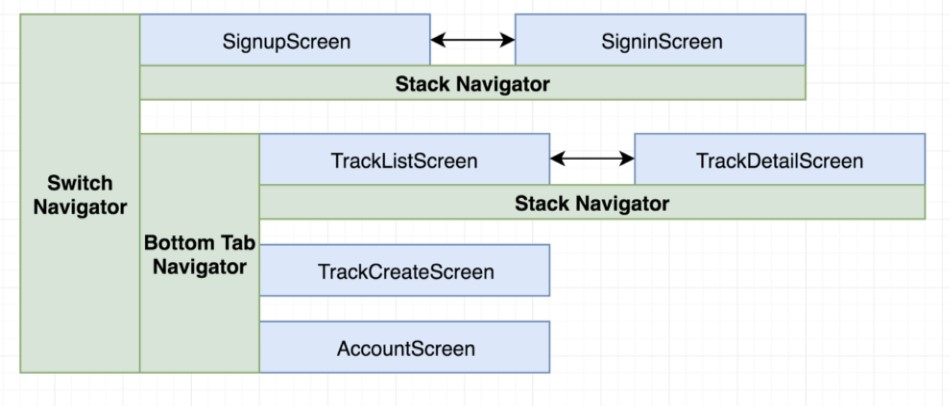 SignupScreen
SigninScreen
Stack Navigator
TrackListScreen
TrackDetailScreen
Switch
Navigator
Stack Navigator
Bottom Tab
Navigator
TrackCreateScreen
AccountScreen